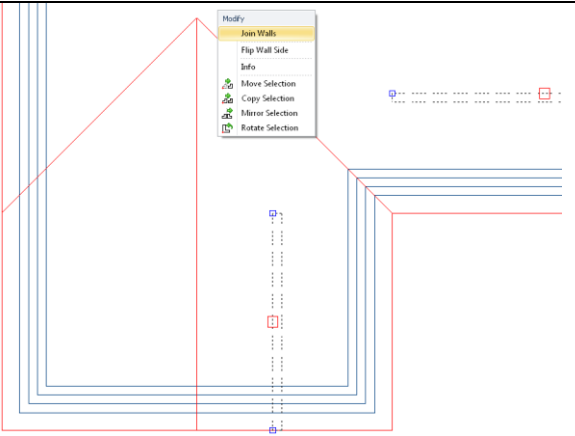 Modify
Join Walls
Flip Wall Side
Info
Move Selection
Copy Selection
Mirror Selection
Rotate Selection